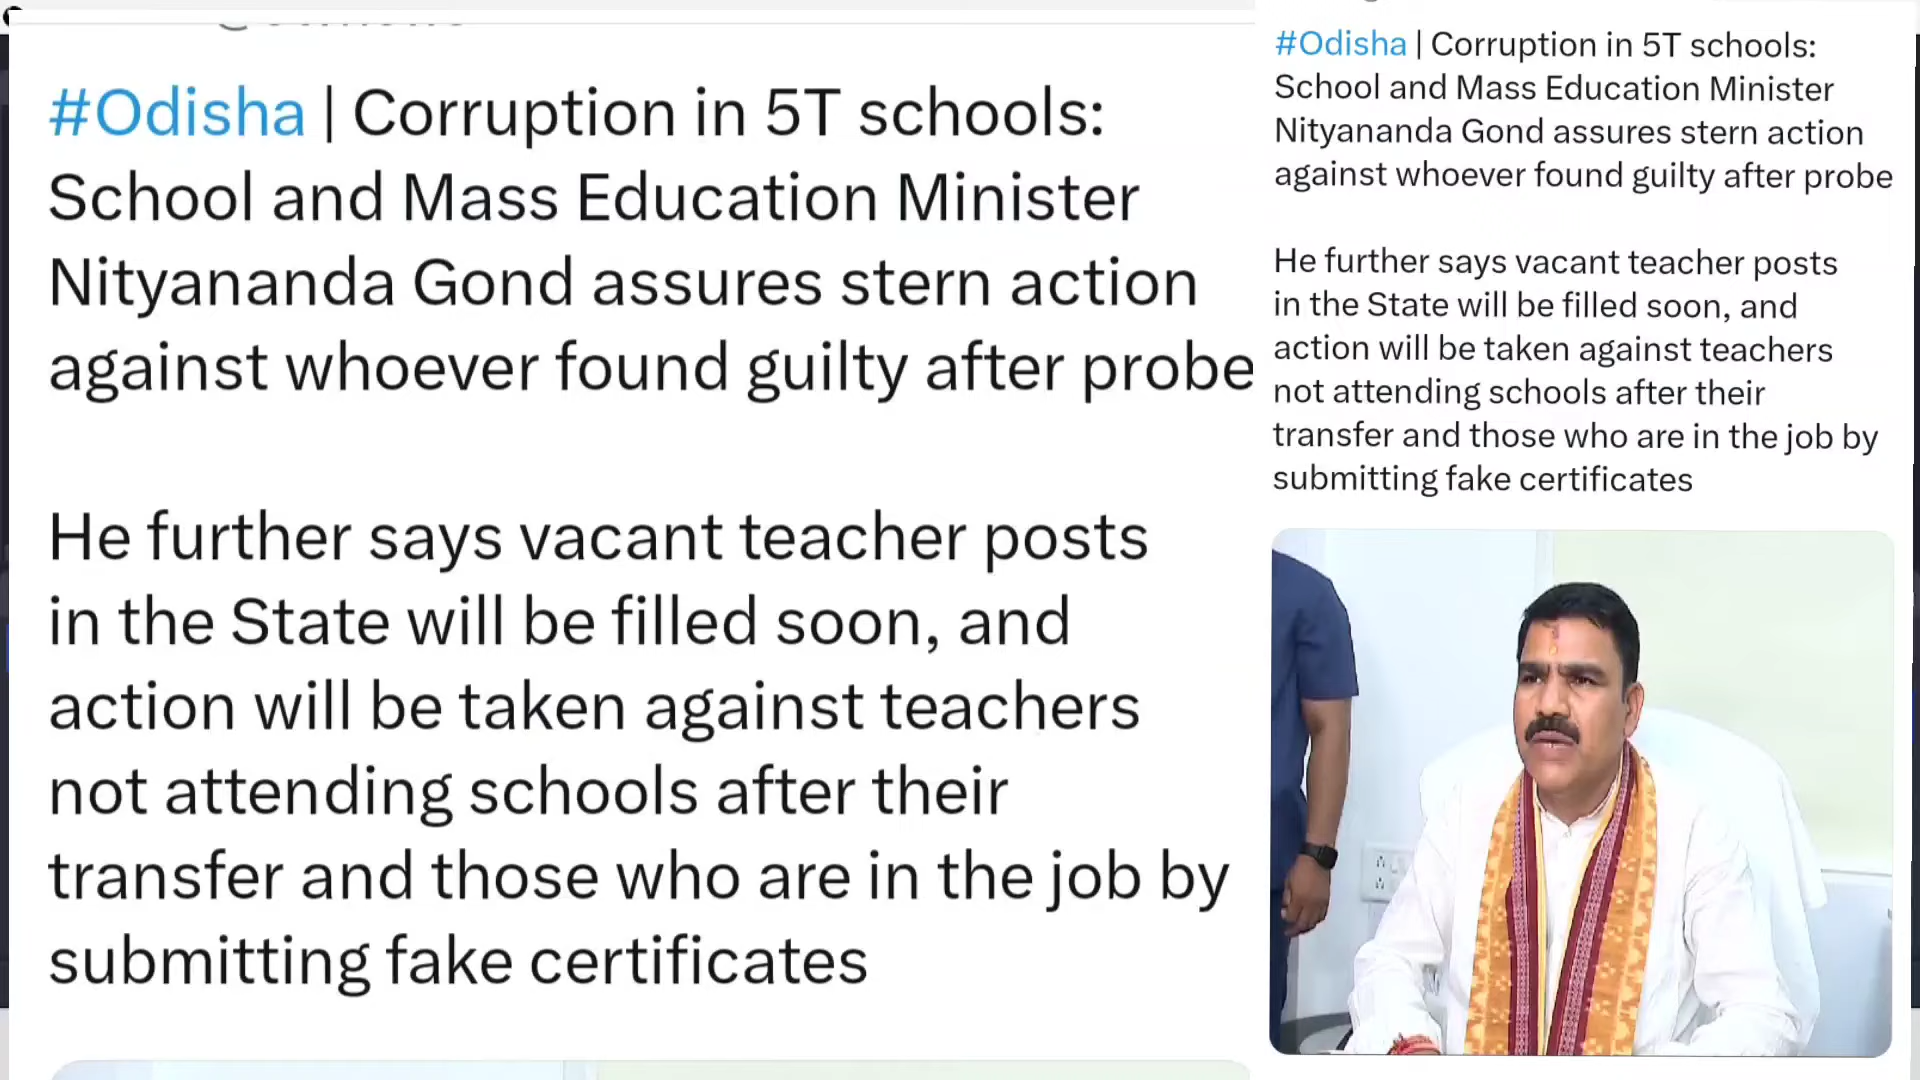 #Odisha | Corruption in 5T schools:
School and Mass Education Minister
Nityananda Gond assures stern action
against whoever found guilty after probe
He further says vacant teacher posts
in the State will be filled soon, and
action will be taken against teachers
not attending schools after their
transfer and those who are in the job by
submitting fake certificates
#Odisha | Corruption in 5T schools:
School and Mass Education Minister
Nityananda Gond assures stern action
against whoever found guilty after probe
He further says vacant teacher posts
in the State will be filled soon, and
action will be taken against teachers
not attending schools after their
transfer and those who are in the job by
submitting fake certificates